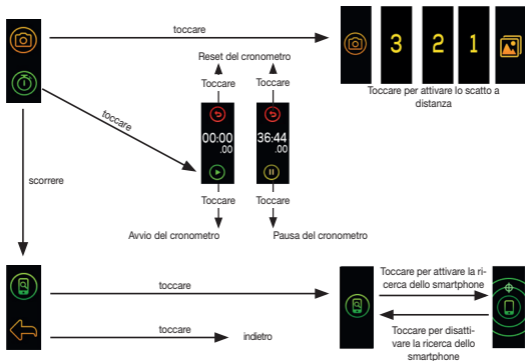 toccare
3 2 1
Toccare per attivare lo scatto a
distanza
Reset del cronometro
Toccare Toccare
00:00
.00
36:44
.00
Toccare Toccare
Avvio del cronometro
Pausa del cronometro
toccare
scorrere
toccare
Toccare per attivare la ri-
cerca dello smartphone
Toccare per disatti-
vare la ricerca dello
smartphone
toccare
indietro